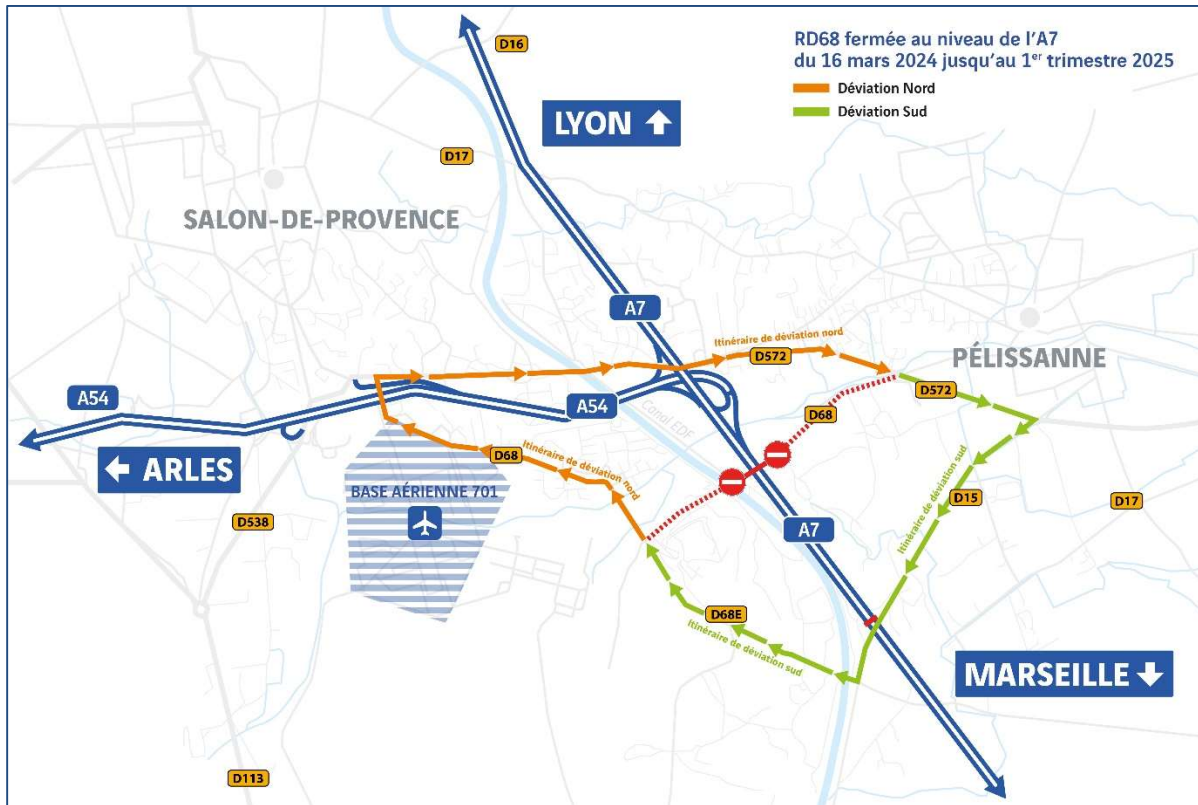 RD68 fermée au niveau de l'A7
du 16 mars 2024 jusqu'au 1er trimestre 2025
Déviation Nord
Déviation Sud
D16
LYON ↑
D17
SALON-DE-PROVENCE
A7
Itinéraire de déviation nord
D572
PÉLISSANNE
D572
A54
A54
D68
Canal EDF
← ARLES
D68
Itinéraire de déviation nord
BASE AÉRIENNE 701
D538
D15
D17
Itinéraire de déviation sud
A7
D68E
Itinéraire de déviation sud
MARSEILLE ↓
D113